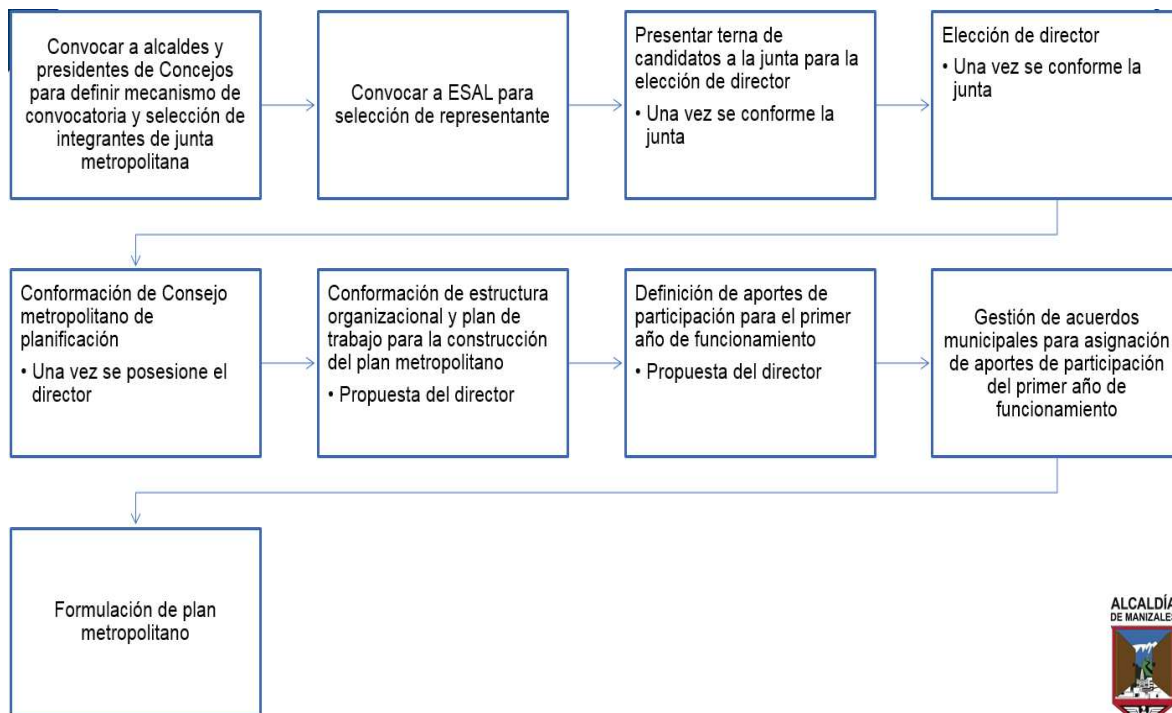 Convocar a alcaldes y
presidentes de Concejos
para definir mecanismo de
convocatoria y selección de
integrantes de junta
metropolitana
Convocar a ESAL para
selección de representante
Presentar terna de
candidatos a la junta para la
elección de director
• Una vez se conforme la
junta
Elección de director
• Una vez se conforme la
junta
Conformación de Consejo
metropolitano de
planificación
• Una vez se posesione el
director
Conformación de estructura
organizacional y plan de
trabajo para la construcción
del plan metropolitano
• Propuesta del director
Definición de aportes de
participación para el primer
año de funcionamiento
• Propuesta del director
Gestión de acuerdos
municipales para asignación
de aportes de participación
del primer año de
funcionamiento
Formulación de plan
metropolitano
ALCALDÍA
DE MANIZALES